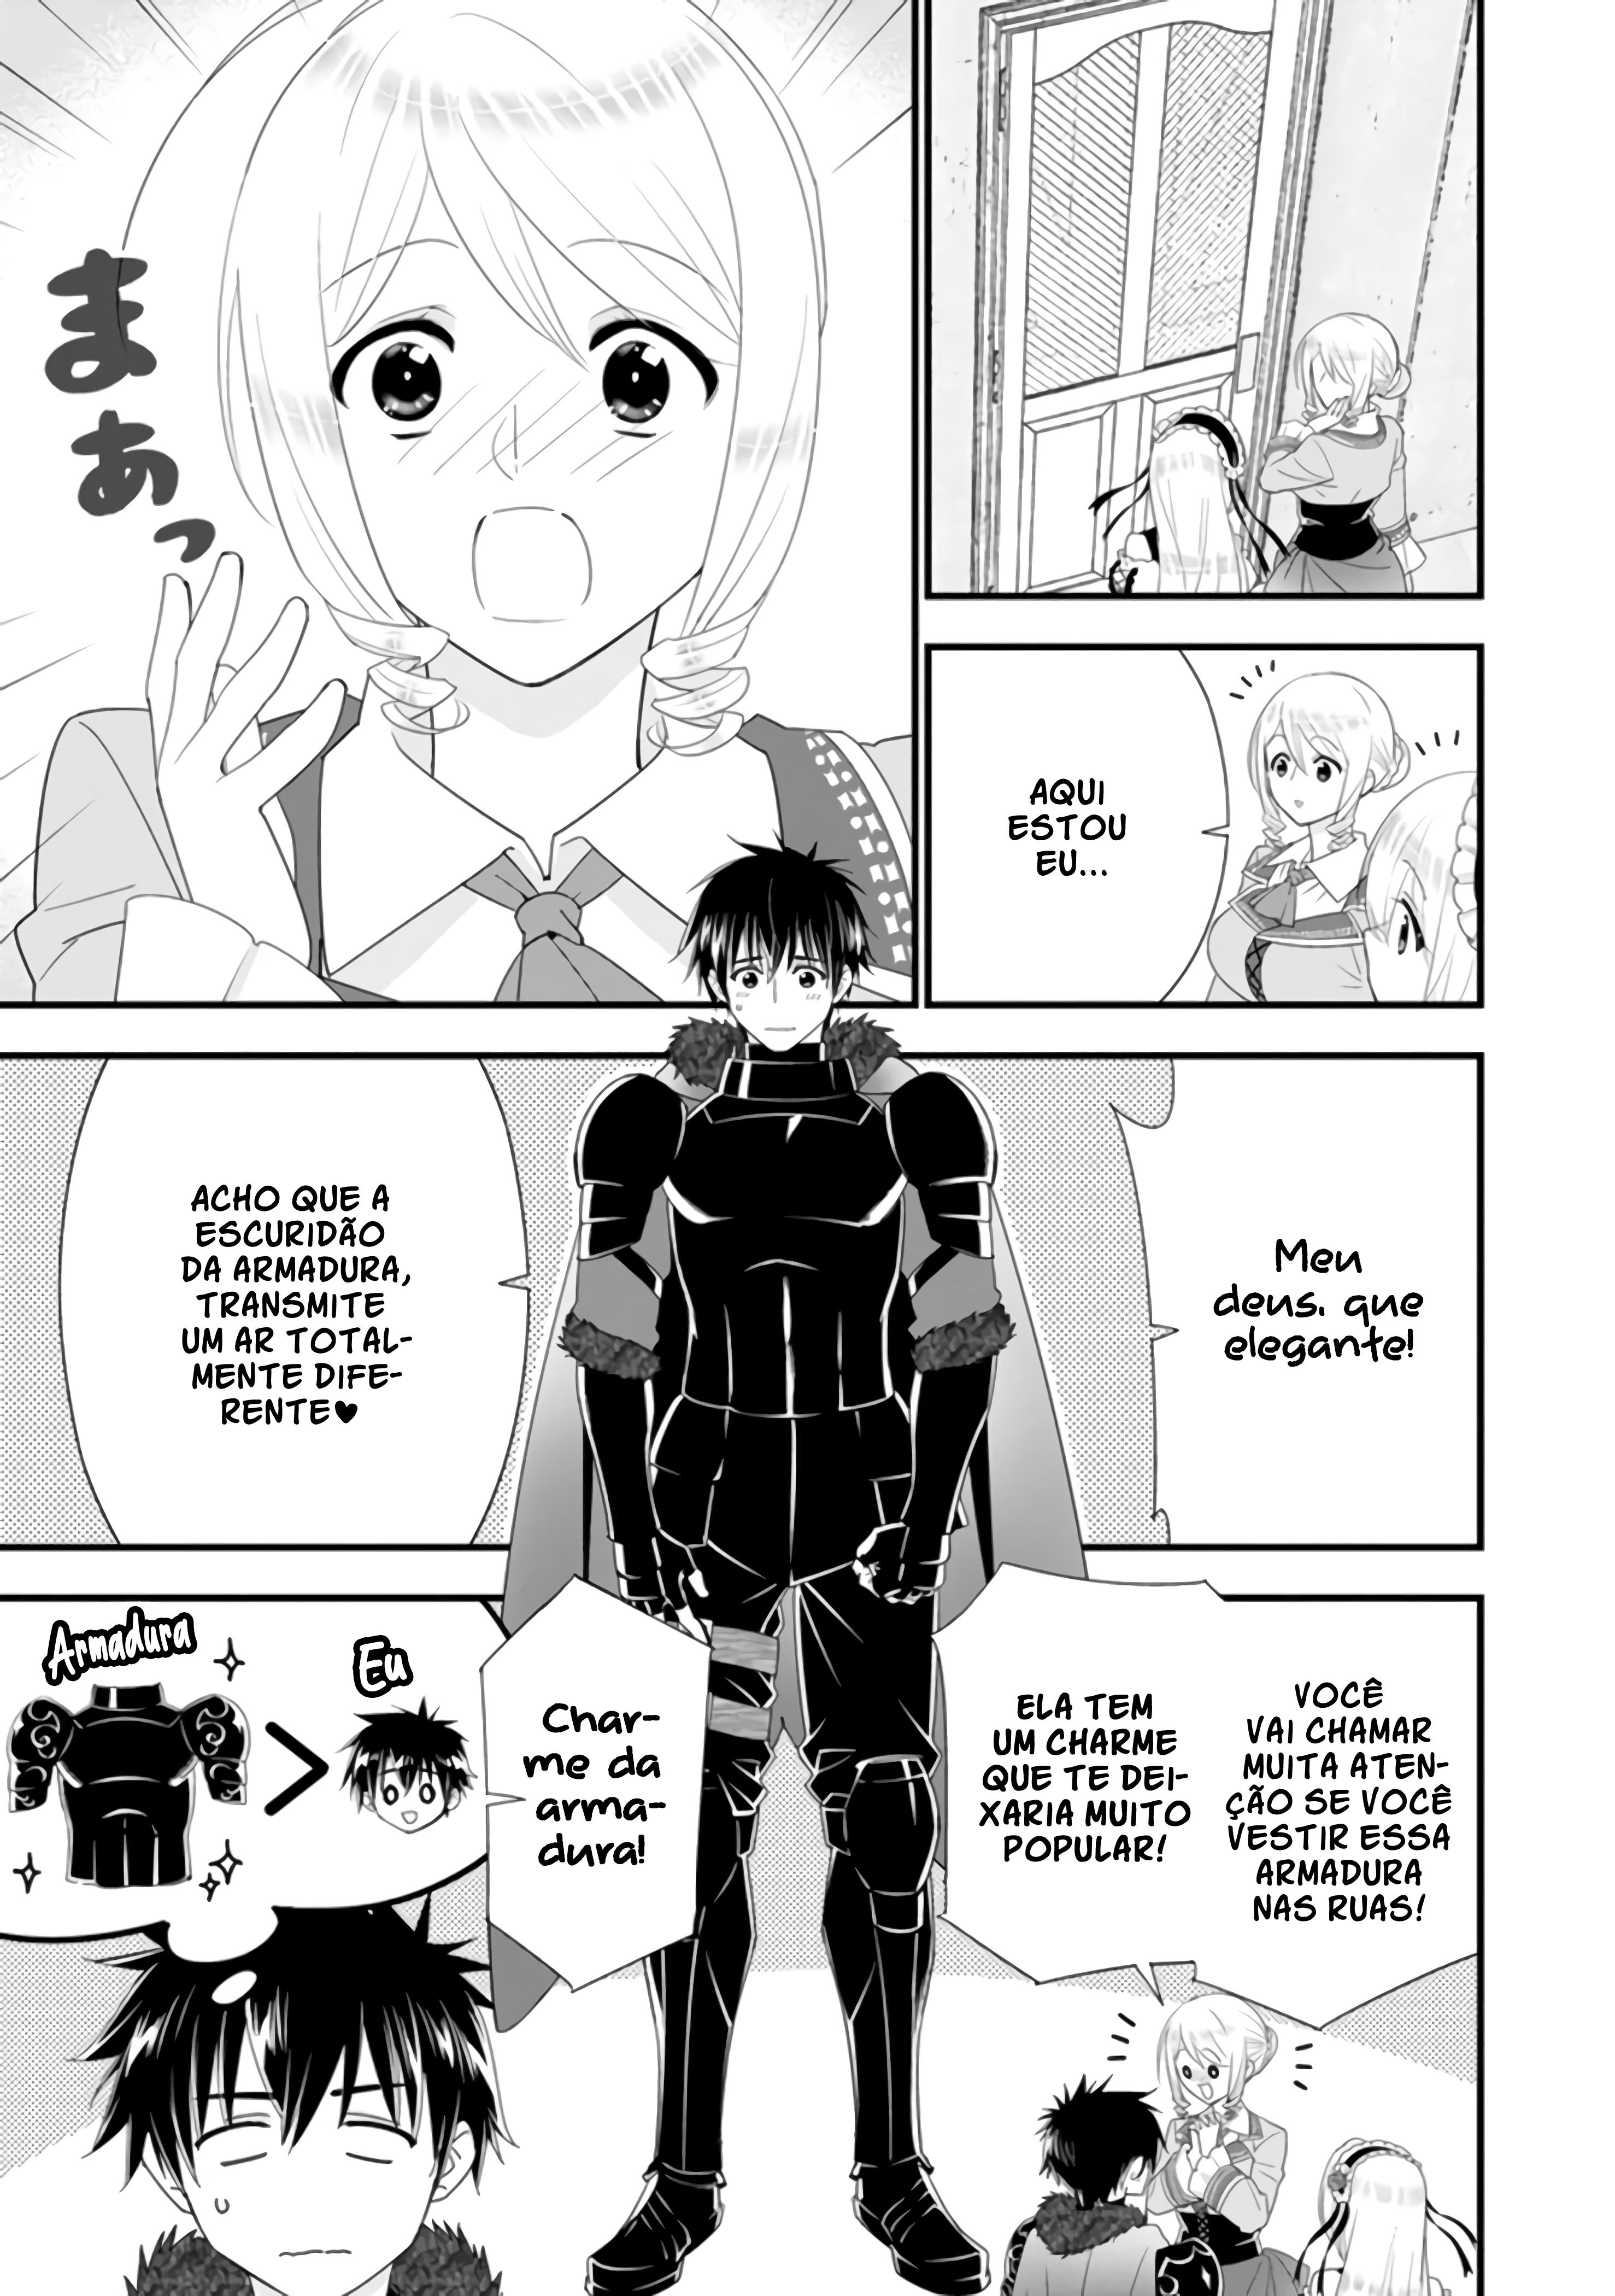 AQUI
ESTOU
EU...
まあっ
Meu
deus, que
elegante!
ACHO QUE A
ESCURIDÃO
DA ARMADURA,
TRANSMITE
UM AR TOTAL-
MENTE DIFE-
RENTE♥
VOCÊ
VAI CHAMAR
MUITA ATEN-
ÇÃO SE VOCÊ
VESTIR ESSA
ARMADURA
NAS RUAS!
ELA TEM
UM CHARME
QUE TE DEI-
XARIA MUITO
POPULAR!
Char-
me da
arma-
dura!
Armadura
>
Eu